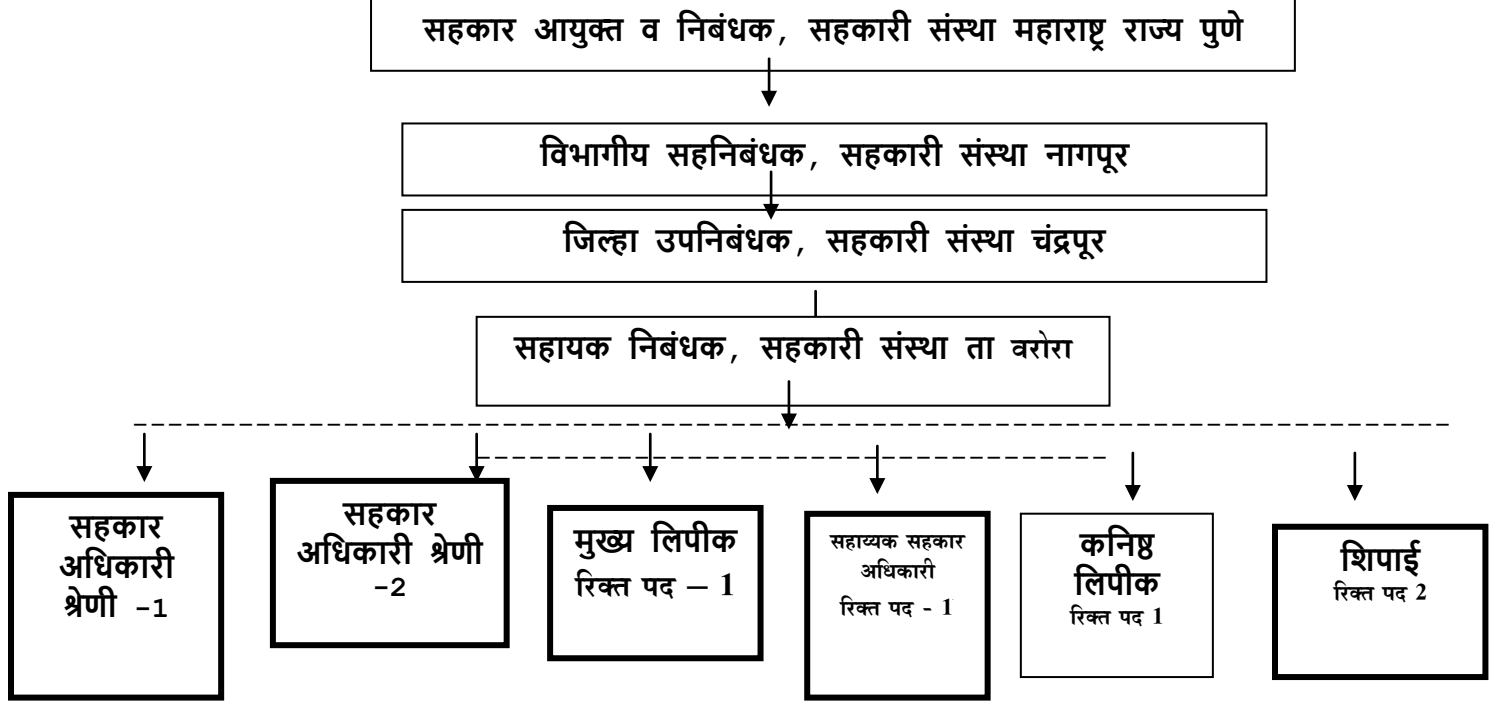 सहकार आयुक्त व निबंधक, सहकारी संस्था महाराष्ट्र राज्य पुणे
विभागीय सहनिबंधक, सहकारी संस्था नागपूर
जिल्हा उपनिबंधक, सहकारी संस्था चंद्रपूर
सहायक निबंधक, सहकारी संस्था ता वरोरा
सहकार
अधिकारी
श्रेणी -1
सहकार
अधिकारी श्रेणी
-2
मुख्य लिपीक
रिक्त पद – 1
सहाय्यक सहकार
अधिकारी
रिक्त पद - 1
कनिष्ठ
लिपीक
रिक्त पद 1
शिपाई
रिक्त पद 2